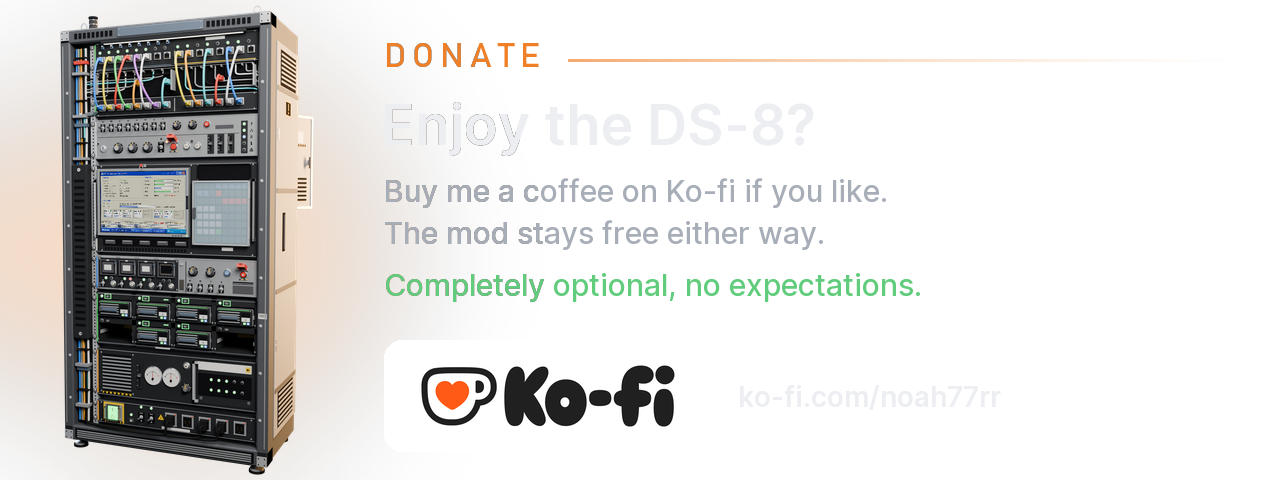 DONATE
Enjoy the DS-8?
Buy me a coffee on Ko-fi if you like.
The mod stays free either way.
Completely optional, no expectations.
Ko-fi
ko-fi.com/noah77rr